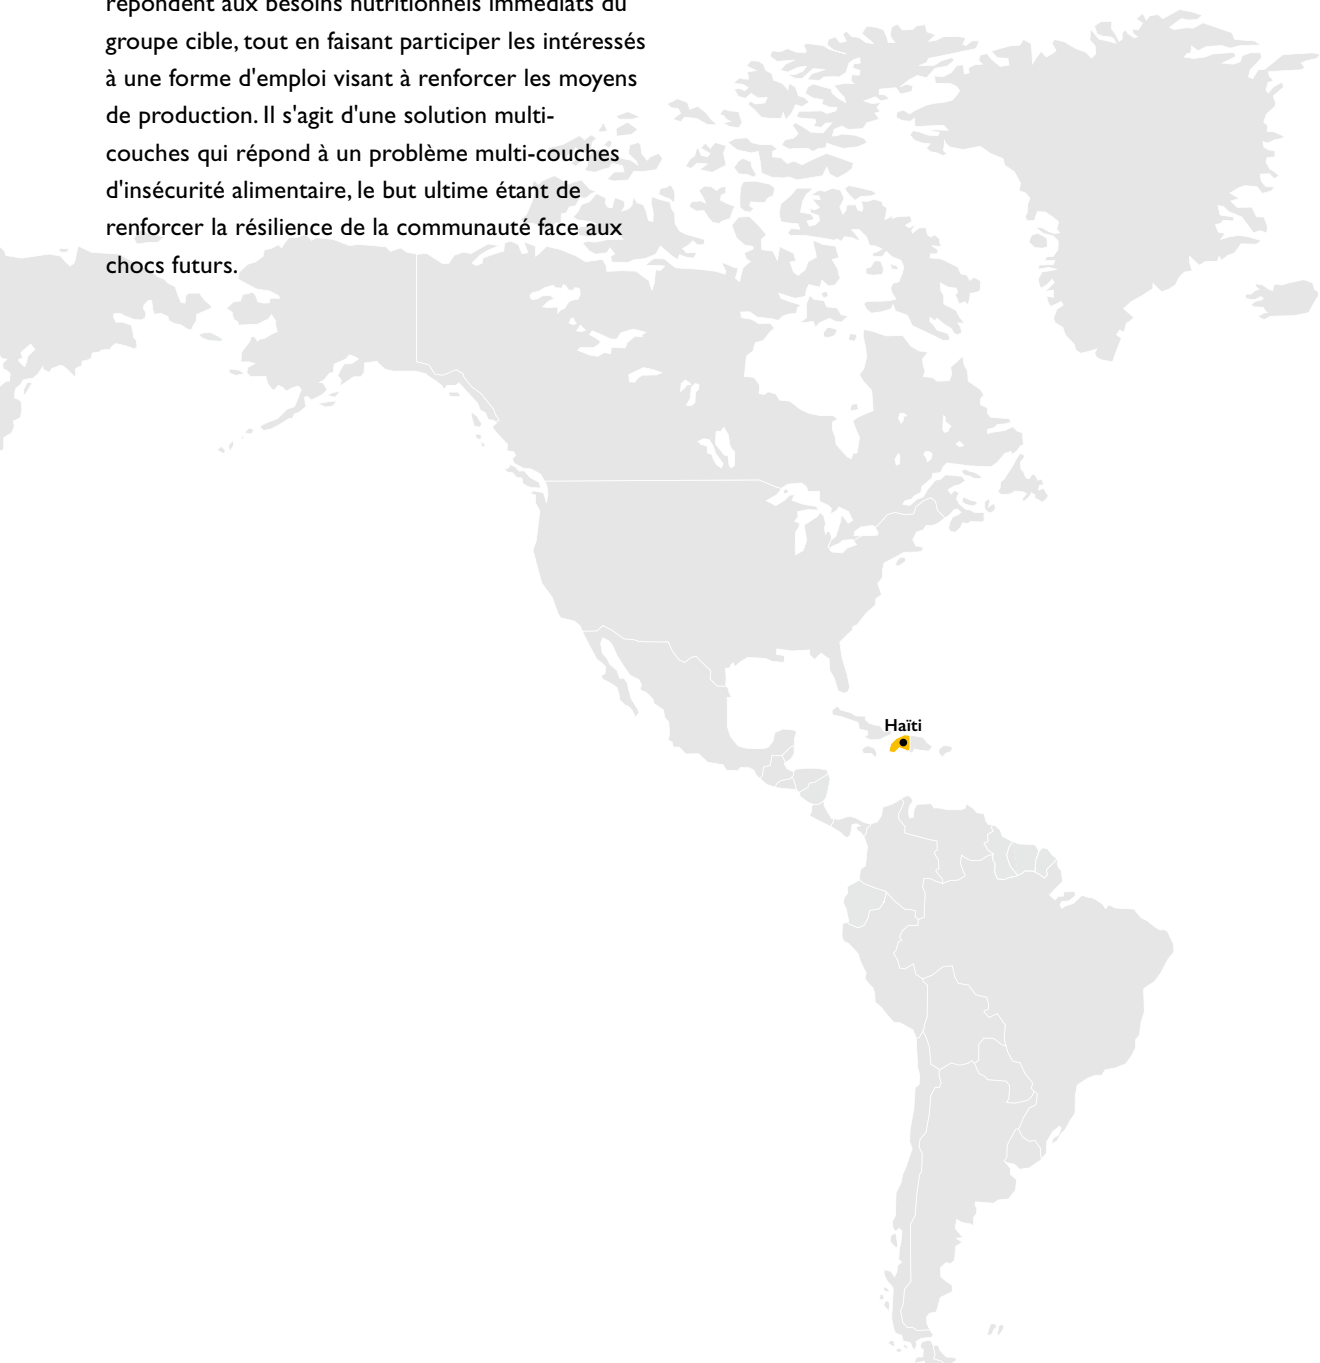 répondent aux besoins nutritionnels immédiats du
groupe cible, tout en faisant participer les intéressés
à une forme d'emploi visant à renforcer les moyens
de production. Il s'agit d'une solution multi-
couches qui répond à un problème multi-couches
d'insécurité alimentaire, le but ultime étant de
renforcer la résilience de la communauté face aux
chocs futurs.
Haïti